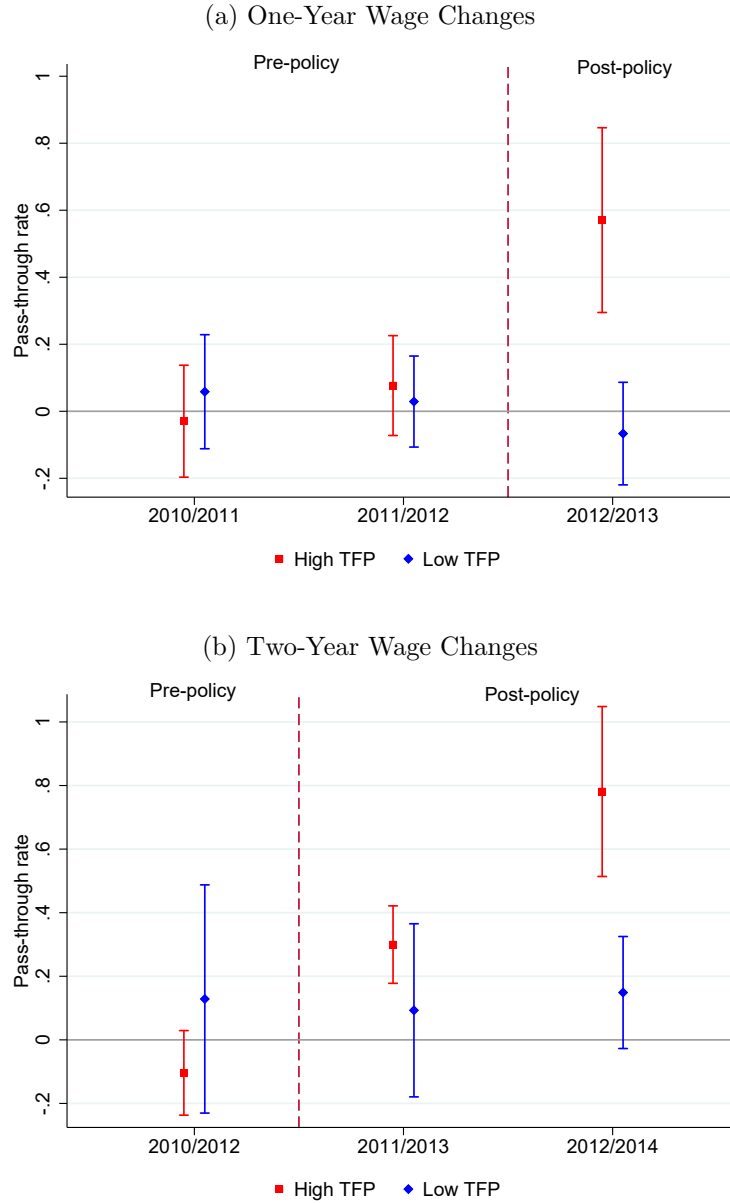 (a) One-Year Wage Changes
Pre-policy
Post-policy
Pass-through rate
1
.8
.6
.4
.2
0
-.2
2010/2011
2011/2012
2012/2013
High TFP
Low TFP
(b) Two-Year Wage Changes
Pre-policy
Post-policy
Pass-through rate
1
.8
.6
.4
.2
0
-.2
2010/2012
2011/2013
2012/2014
High TFP
Low TFP